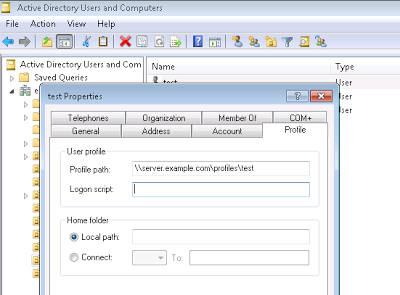 Active Directory Users and Computers
File Action View Help
Active Directory Users and Com
Saved Queries
e
Name Type
test User
User
User
test Properties
Telephones Organization Member Of COM+
General Address Account Profile
User profile
Profile path: \\server.example.com\profiles\test
Logon script:
Home folder
Local path:
Connect: To: